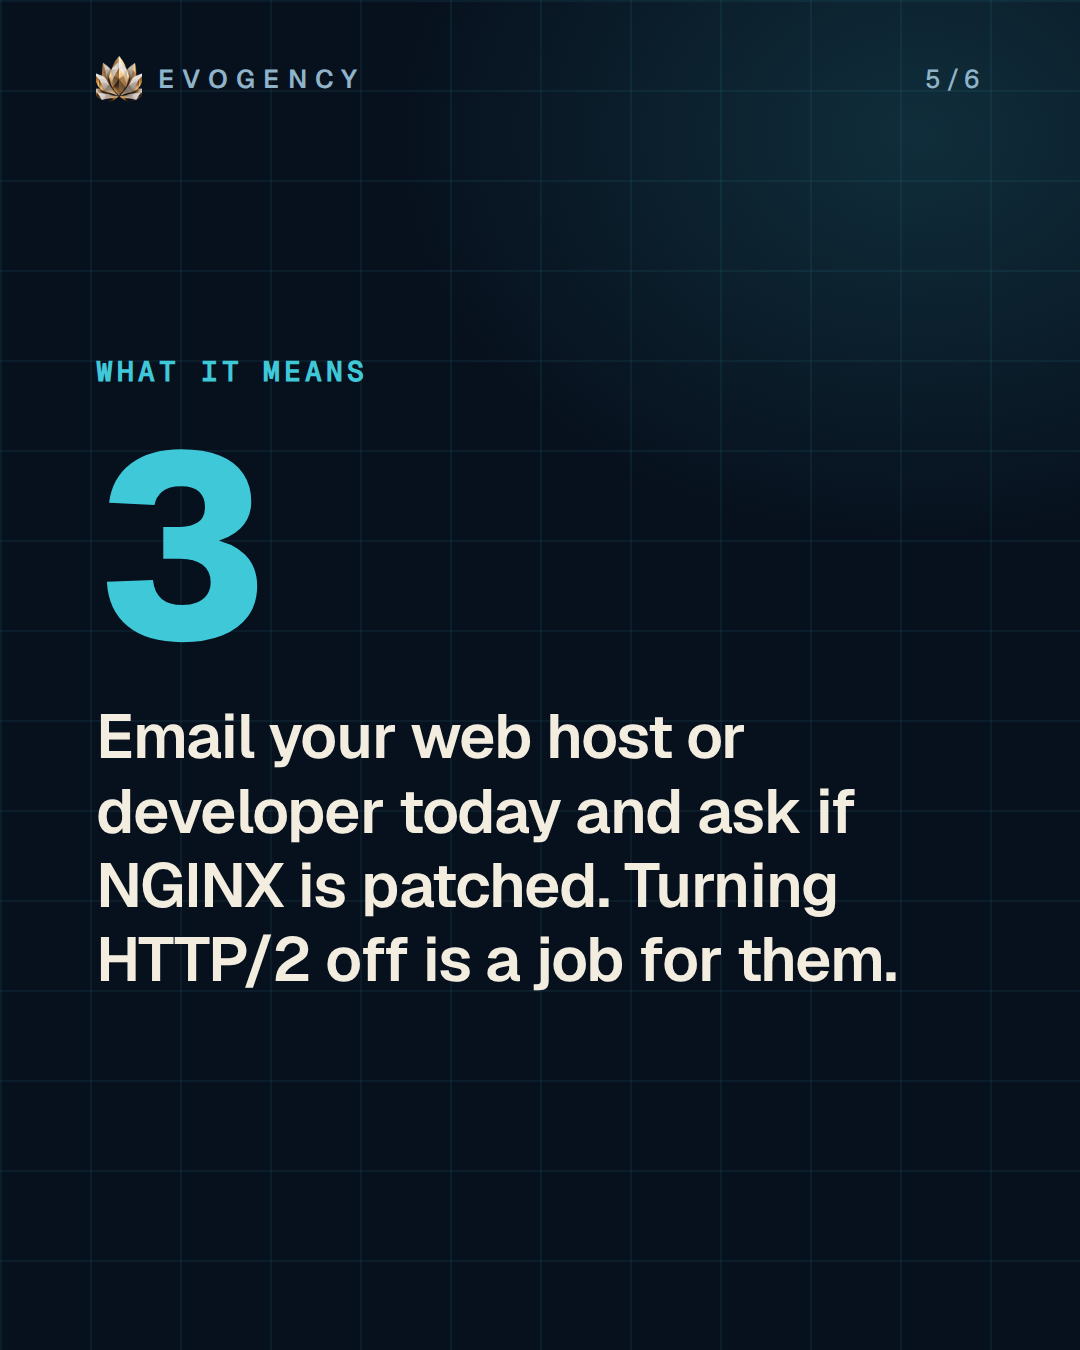 EVOGENCY
5/6
WHAT IT MEANS
3
Email your web host or
developer today and ask if
NGINX is patched. Turning
HTTP/2 off is a job for them.